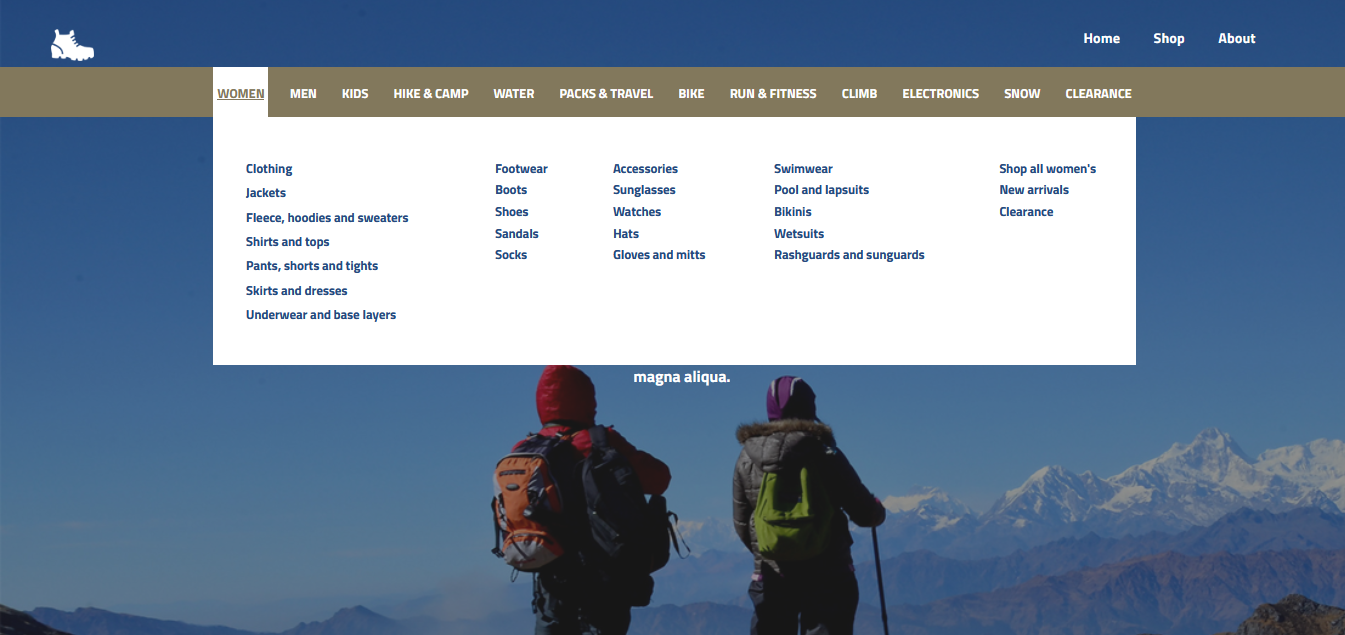 Home Shop About
WOMEN MEN KIDS HIKE & CAMP WATER PACKS & TRAVEL BIKE RUN & FITNESS CLIMB ELECTRONICS SNOW CLEARANCE
Clothing
Jackets
Fleece, hoodies and sweaters
Shirts and tops
Pants, shorts and tights
Skirts and dresses
Underwear and base layers
Footwear
Boots
Shoes
Sandals
Socks
Accessories
Sunglasses
Watches
Hats
Gloves and mitts
Swimwear
Pool and lapsuits
Bikinis
Wetsuits
Rashguards and sunguards
Shop all women's
New arrivals
Clearance
magna aliqua.